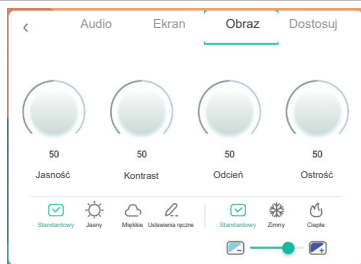 Audio Ekran Obraz Dostosuj
50 50 50 50
Jasność Kontrast Odcień Ostrość
Standardowy Jasny Miękkie Ustawienia ręczne Standardowy Zimny Ciepłe